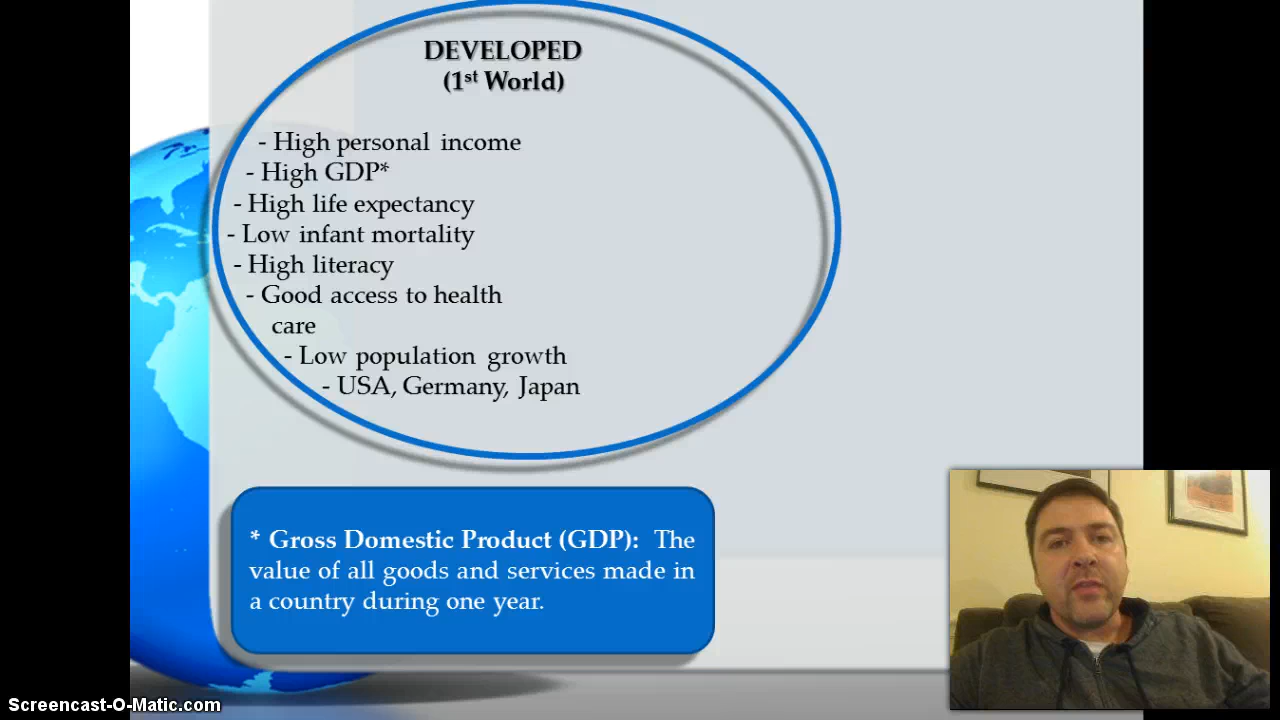 DEVELOPED
(1st World)
- High personal income
- High GDP*
- High life expectancy
- Low infant mortality
- High literacy
- Good access to health
care
- Low population growth
- USA, Germany, Japan
* Gross Domestic Product (GDP): The
value of all goods and services made in
a country during one year.
Screencast-O-Matic.com